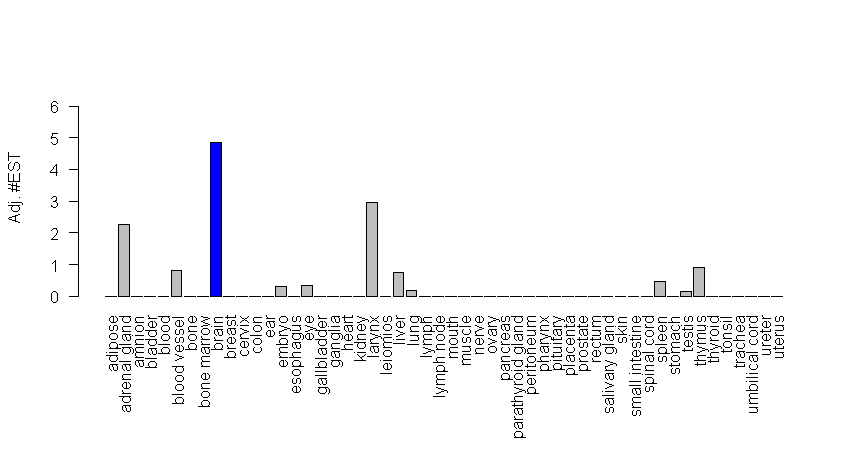 Adj. #EST
6
5
4
3
2
1
0
adipose
adrenal gland
amnion
bladder
blood
blood vessel
bone
bone marrow
brain
breast
cervix
colon
ear
embryo
esophagus
eye
gallbladder
ganglia
heart
kidney
larynx
leiomios
liver
lung
lymph
lymph node
mouth
muscle
nerve
ovary
pancreas
parathyroid gland
peritoneum
pharynx
pituitary
placenta
prostate
rectum
salivary gland
skin
small intestine
spinal cord
spleen
stomach
testis
thymus
thyroid
tonsil
trachea
umbilical cord
ureter
uterus